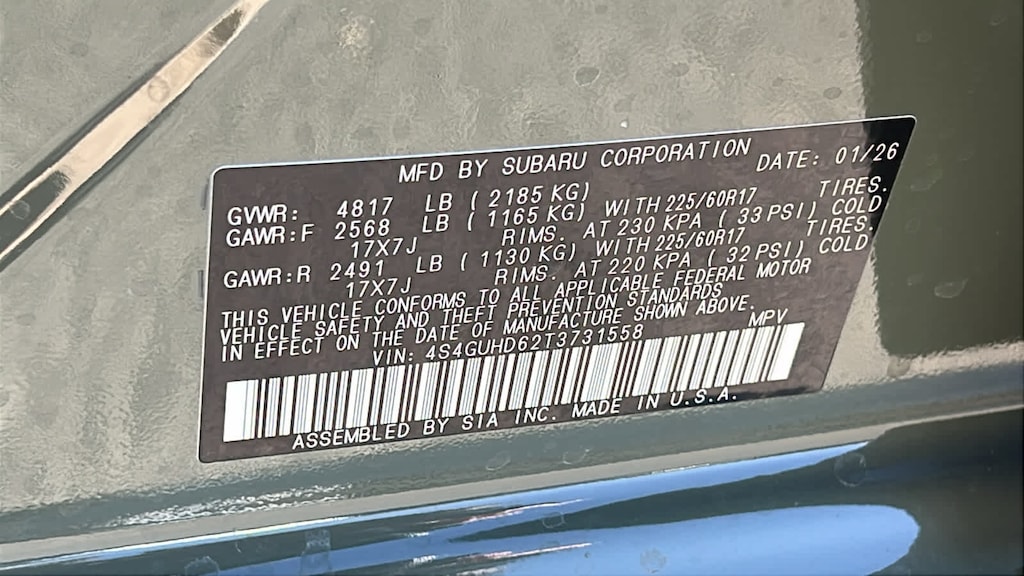 MFD BY SUBARU CORPORATION DATE: 01/26
GVWR: 4817 LB ( 2185 KG)
GAWR:F 2568 LB ( 1165 KG) WITH 225/60R17 TIRES.
17X7J RIMS. AT 230 KPA ( 33 PSI) COLD
GAWR:R 2491 LB ( 1130 KG) WITH 225/60R17 TIRES.
17X7J RIMS. AT 220 KPA ( 32 PSI) COLD
THIS VEHICLE CONFORMS TO ALL APPLICABLE FEDERAL MOTOR
VEHICLE SAFETY AND THEFT PREVENTION STANDARDS
IN EFFECT ON THE DATE OF MANUFACTURE SHOWN ABOVE.
VIN: 4S4GUHD62T3731558 MPV
ASSEMBLED BY SIA INC. MADE IN U.S.A.